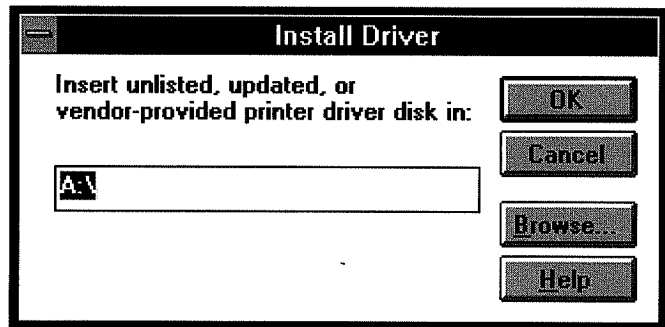 Install Driver
Insert unlisted, updated, or
vendor-provided printer driver disk in:
A:\
OK
Cancel
Browse...
Help